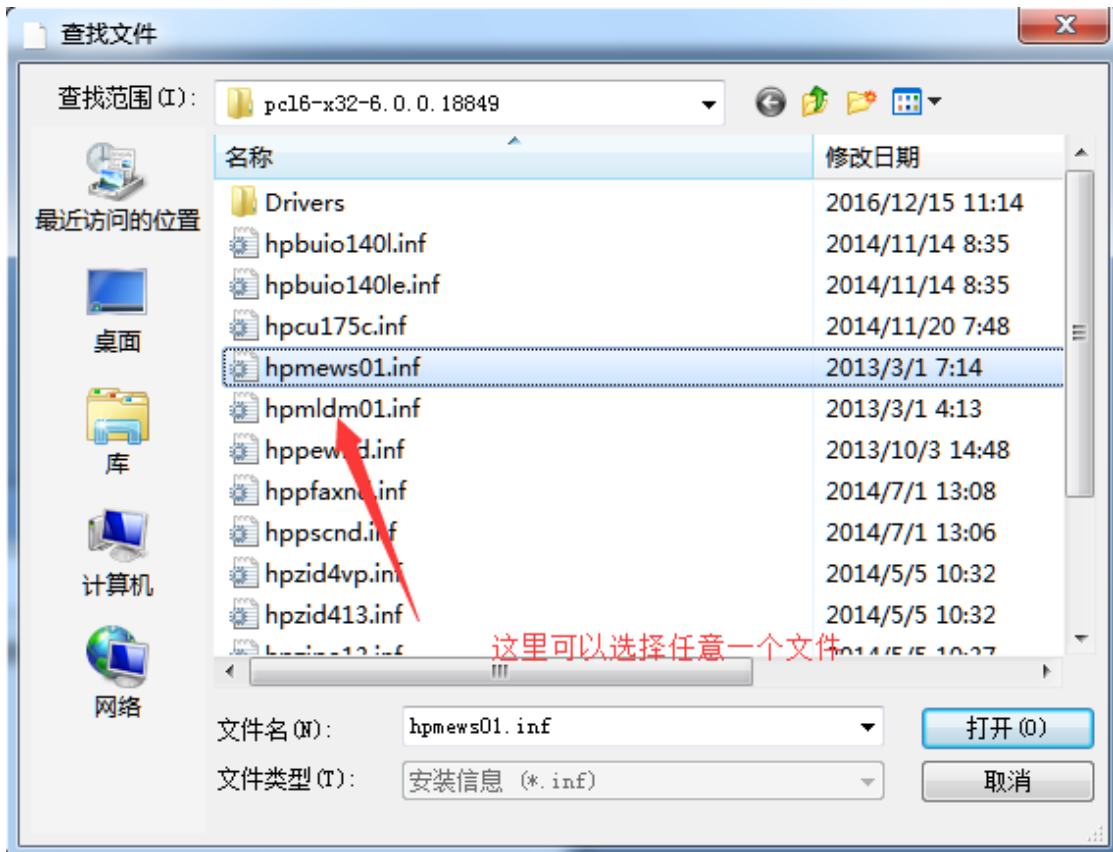 查找文件
查找范围(I):
pcl6-x32-6.0.0.18849
名称 修改日期
Drivers 2016/12/15 11:14
hpbuio140l.inf 2014/11/14 8:35
hpbuio140le.inf 2014/11/14 8:35
hpcu175c.inf 2014/11/20 7:48
hpmews01.inf 2013/3/1 7:14
hpmldm01.inf 2013/3/1 4:13
2013/10/3 14:48
hppfaxnd.inf 2014/7/1 13:08
hppscnd.inf 2014/7/1 13:06
hpzid4vp.inf 2014/5/5 10:32
hpzid413.inf 2014/5/5 10:32
最近访问的位置
桌面
库
计算机
网络
这里可以选择任意一个文件
文件名(N):
hpmews01.inf
打开(O)
文件类型(T):
安装信息 (*.inf)
取消